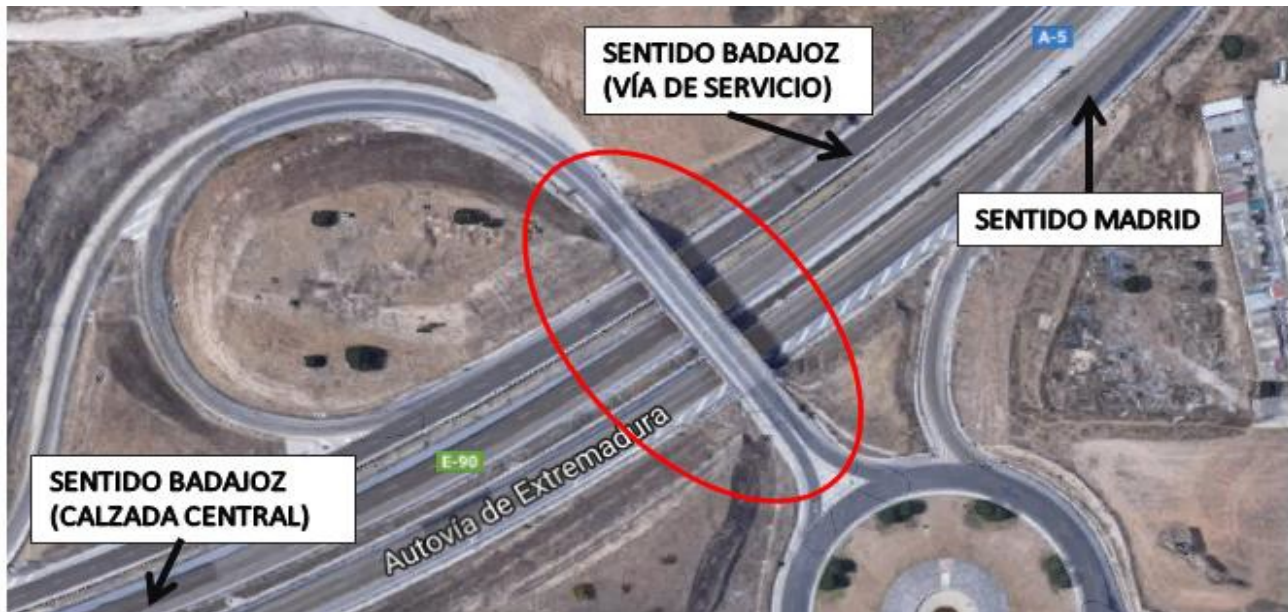 SENTIDO BADAJOZ
(VÍA DE SERVICIO)
A-5
SENTIDO MADRID
E-90
Autovía de Extremadura
SENTIDO BADAJOZ
(CALZADA CENTRAL)